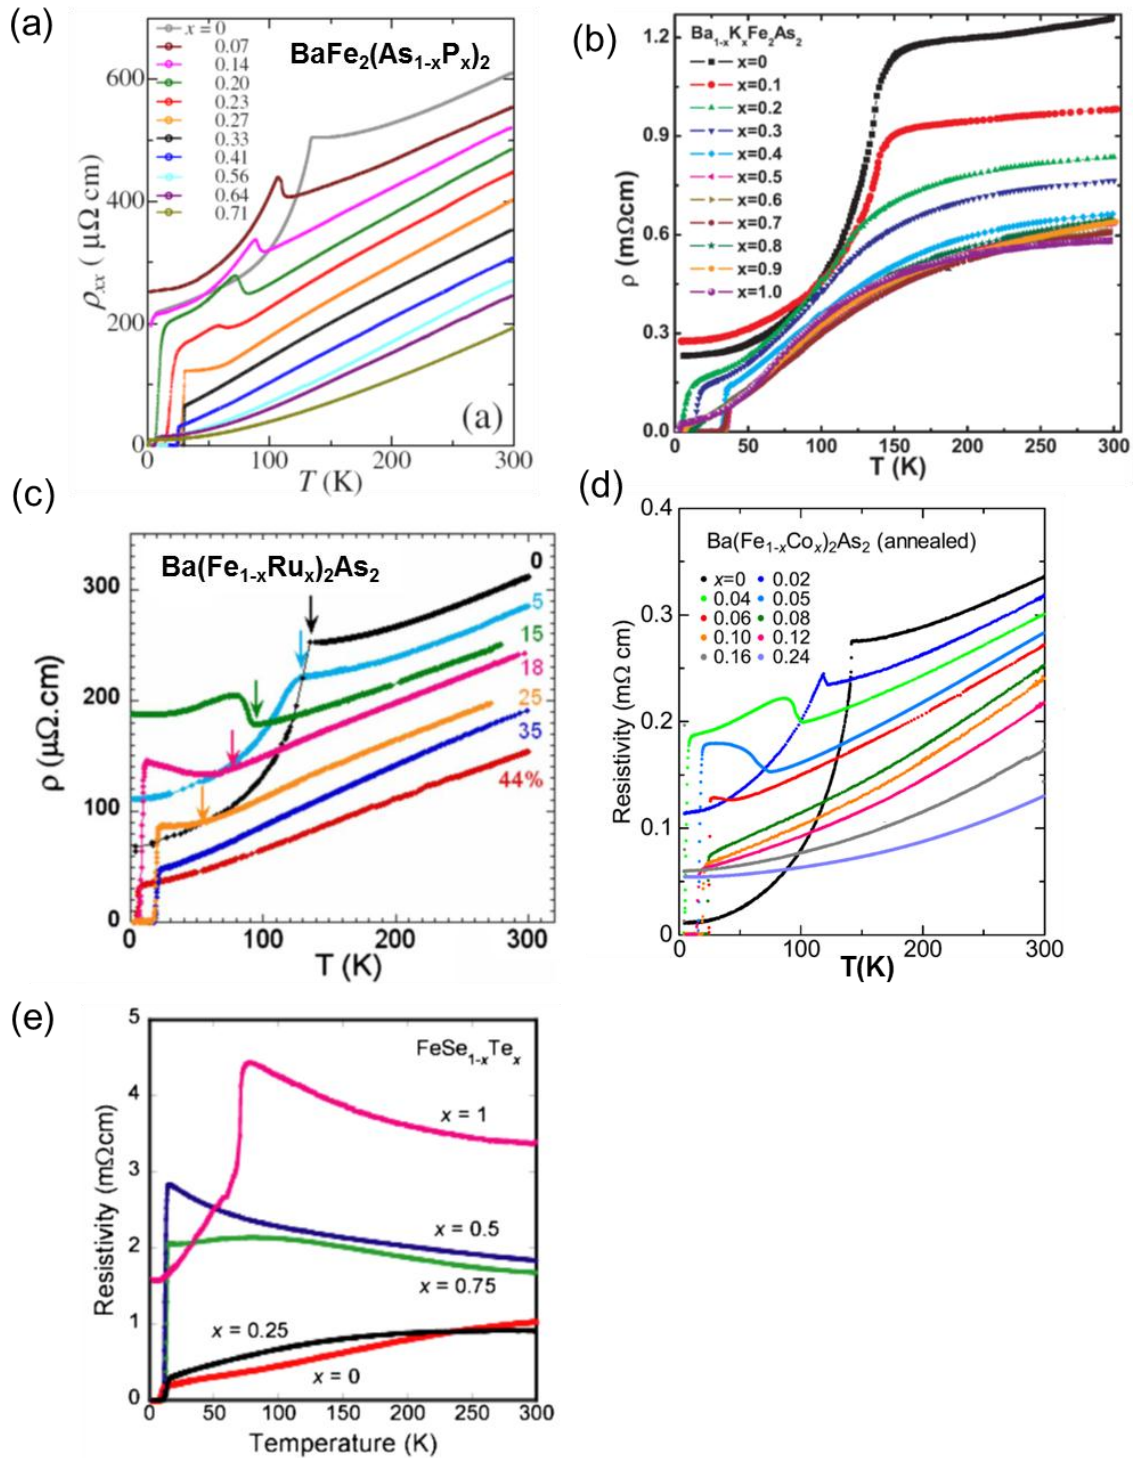 (a)
BaFe2(As1-xPx)2
x = 0
0.07
0.14
0.20
0.23
0.27
0.33
0.41
0.56
0.64
0.71
600
400
200
0
ρxx ( μΩ cm)
(a)
0 100 200 300
T (K)
(b)
Ba1-xKxFe2As2
x=0
x=0.1
x=0.2
x=0.3
x=0.4
x=0.5
x=0.6
x=0.7
x=0.8
x=0.9
x=1.0
1.2
0.9
0.6
0.3
0.0
ρ (mΩcm)
0 50 100 150 200 250 300
T (K)
(c)
Ba(Fe1-xRux)2As2
0
5
15
18
25
35
44%
300
200
100
0
ρ (μΩ.cm)
0 100 200 300
T (K)
(d)
Ba(Fe1-xCox)2As2 (annealed)
x=0 0.02
0.04 0.05
0.06 0.08
0.10 0.12
0.16 0.24
0.4
0.3
0.2
0.1
0
Resistivity (mΩ cm)
0 100 200 300
T(K)
(e)
FeSe1-xTex
x = 1
x = 0.5
x = 0.75
x = 0.25
x = 0
5
4
3
2
1
0
Resistivity (mΩcm)
0 50 100 150 200 250 300
Temperature (K)